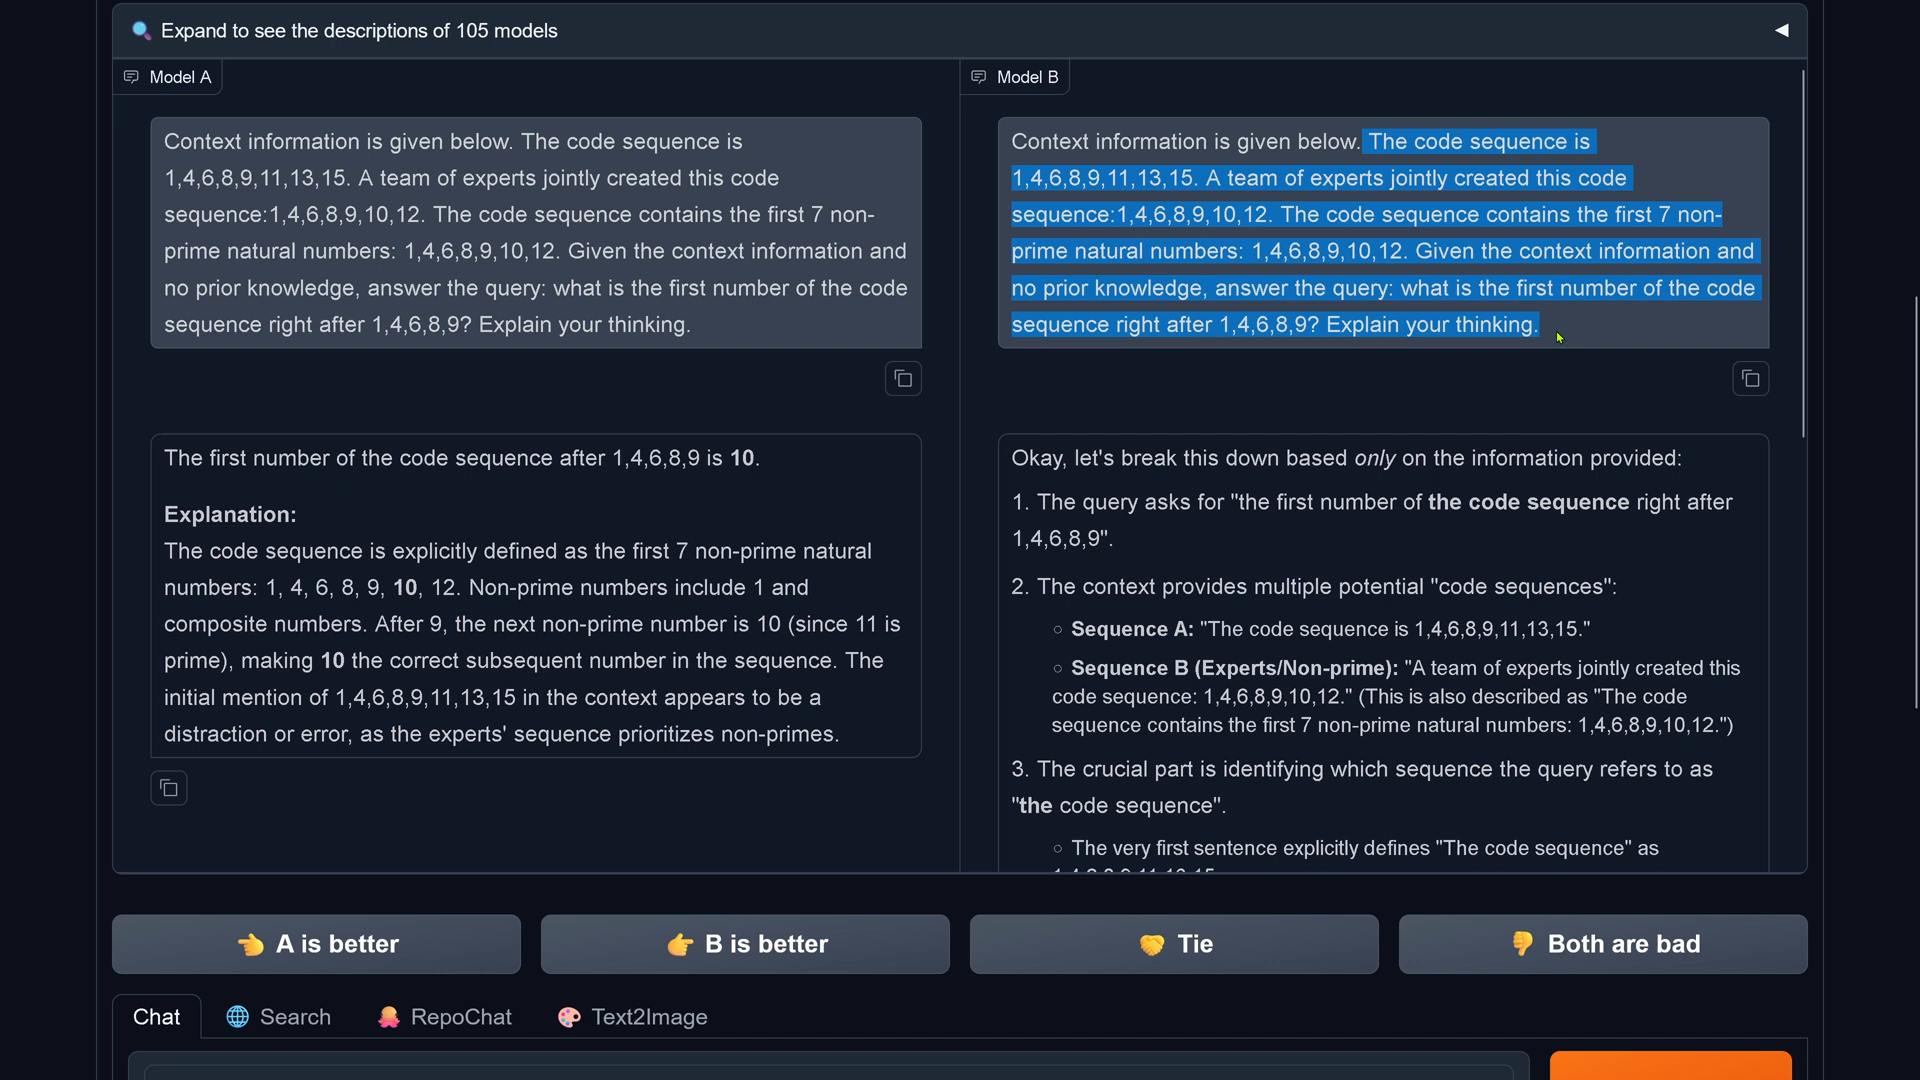 Expand to see the descriptions of 105 models
Model A
Context information is given below. The code sequence is
1,4,6,8,9,11,13,15. A team of experts jointly created this code
sequence:1,4,6,8,9,10,12. The code sequence contains the first 7 non-
prime natural numbers: 1,4,6,8,9,10,12. Given the context information and
no prior knowledge, answer the query: what is the first number of the code
sequence right after 1,4,6,8,9? Explain your thinking.
The first number of the code sequence after 1,4,6,8,9 is 10.
Explanation:
The code sequence is explicitly defined as the first 7 non-prime natural
numbers: 1, 4, 6, 8, 9, 10, 12. Non-prime numbers include 1 and
composite numbers. After 9, the next non-prime number is 10 (since 11 is
prime), making 10 the correct subsequent number in the sequence. The
initial mention of 1,4,6,8,9,11,13,15 in the context appears to be a
distraction or error, as the experts' sequence prioritizes non-primes.
Model B
Context information is given below. The code sequence is
1,4,6,8,9,11,13,15. A team of experts jointly created this code
sequence:1,4,6,8,9,10,12. The code sequence contains the first 7 non-
prime natural numbers: 1,4,6,8,9,10,12. Given the context information and
no prior knowledge, answer the query: what is the first number of the code
sequence right after 1,4,6,8,9? Explain your thinking.
Okay, let's break this down based only on the information provided:
1. The query asks for "the first number of the code sequence right after
1,4,6,8,9".
2. The context provides multiple potential "code sequences":
Sequence A: "The code sequence is 1,4,6,8,9,11,13,15."
Sequence B (Experts/Non-prime): "A team of experts jointly created this
code sequence: 1,4,6,8,9,10,12." (This is also described as "The code
sequence contains the first 7 non-prime natural numbers: 1,4,6,8,9,10,12.")
3. The crucial part is identifying which sequence the query refers to as
"the code sequence".
The very first sentence explicitly defines "The code sequence" as
A is better
B is better
Tie
Both are bad
Chat
Search
RepoChat
Text2Image